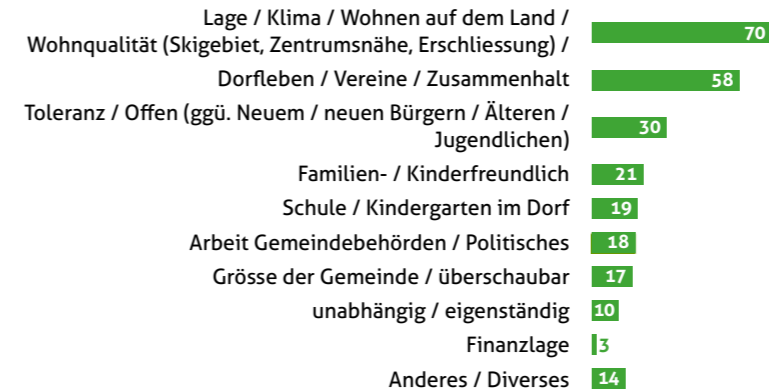 Lage / Klima / Wohnen auf dem Land /
Wohnqualität (Skigebiet, Zentrumsnähe, Erschliessung) /
70
Dorfleben / Vereine / Zusammenhalt
58
Toleranz / Offen (ggü. Neuem / neuen Bürgern / Älteren /
Jugendlichen)
30
Familien- / Kinderfreundlich
21
Schule / Kindergarten im Dorf
19
Arbeit Gemeindebehörden / Politisches
18
Grösse der Gemeinde / überschaubar
17
unabhängig / eigenständig
10
Finanzlage
3
Anderes / Diverses
14